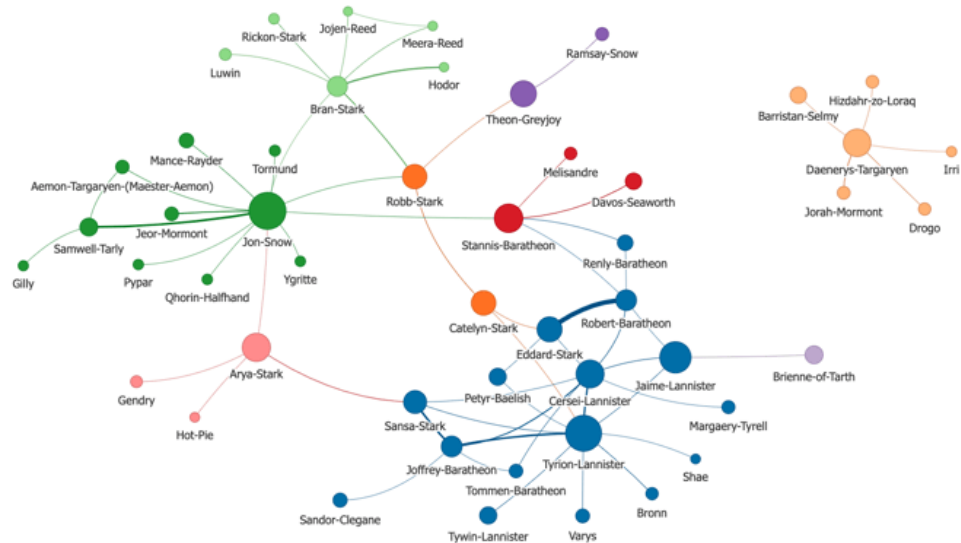 Rickon-Stark
Jojen-Reed
Meera-Reed
Luwin
Hodor
Bran-Stark
Ramsay-Snow
Theon-Greyjoy
Hizdahr-zo-Loraq
Barristan-Selmy
Daenerys-Targaryen
Irri
Jorah-Mormont
Drogo
Mance-Rayder
Tormund
Aemon-Targaryen-(Maester-Aemon)
Robb-Stark
Melisandre
Davos-Seaworth
Jeor-Mormont
Jon-Snow
Samwell-Tarly
Stannis-Baratheon
Gilly
Pypar
Ygritte
Qhorin-Halfhand
Renly-Baratheon
Catelyn-Stark
Robert-Baratheon
Eddard-Stark
Arya-Stark
Jaime-Lannister
Brienne-of-Tarth
Gendry
Petyr-Baelish
Cersei-Lannister
Hot-Pie
Sansa-Stark
Margaery-Tyrell
Joffrey-Baratheon
Tyrion-Lannister
Shae
Tommen-Baratheon
Sandor-Clegane
Bronn
Tywin-Lannister
Varys